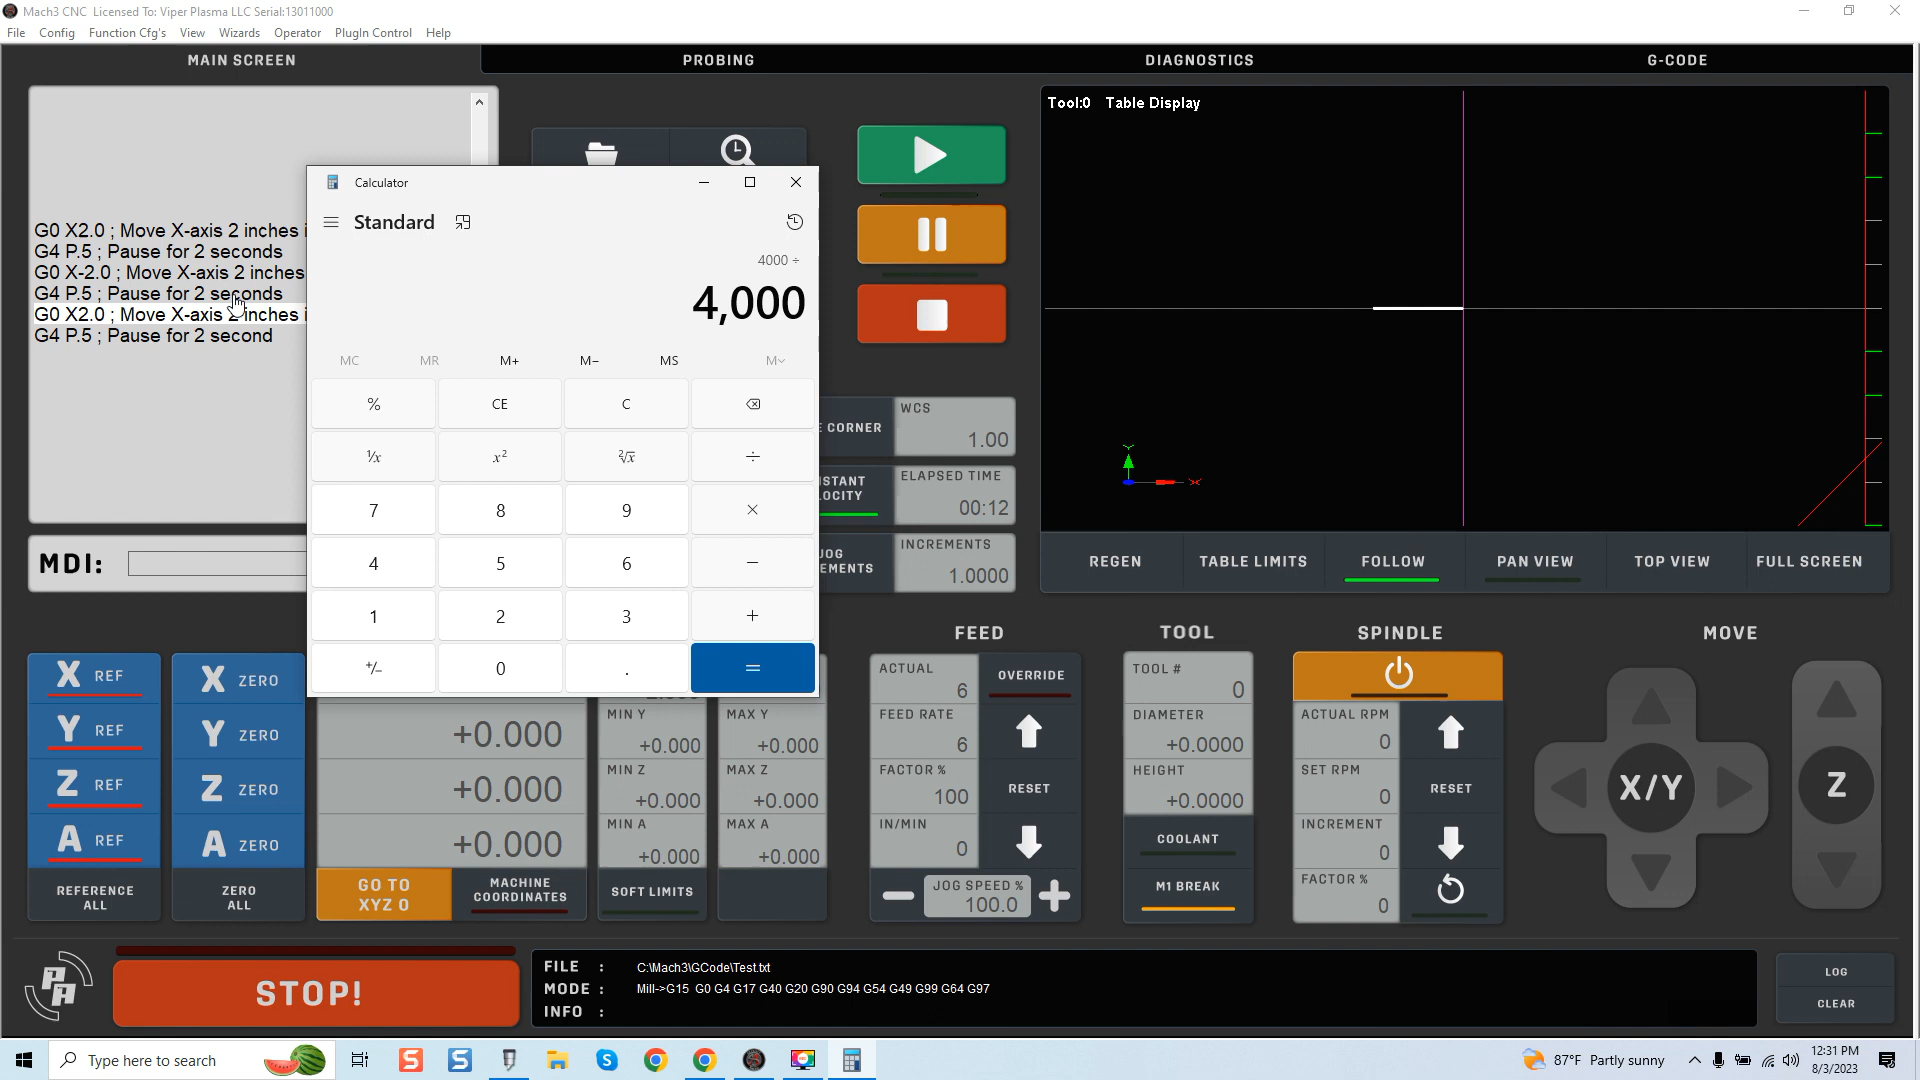 Mach3 CNC Licensed To: Viper Plasma LLC Serial:13011000
File Config Function Cfg's View Wizards Operator PlugIn Control Help
MAIN SCREEN PROBING DIAGNOSTICS G-CODE
Tool:0 Table Display
G0 X2.0 ; Move X-axis 2 inches i
G4 P.5 ; Pause for 2 seconds
G0 X-2.0 ; Move X-axis 2 inches
G4 P.5 ; Pause for 2 seconds
G0 X2.0 ; Move X-axis 2 inches i
G4 P.5 ; Pause for 2 second
Calculator
Standard
4000 ÷
4,000
MC MR M+ M− MS M
% CE C
¹/x x² ²√x ÷
7 8 9 ×
4 5 6 −
1 2 3 +
+/− 0 . =
E CORNER
WCS
1.00
STANT
OCITY
ELAPSED TIME
00:12
JOG
EMENTS
INCREMENTS
1.0000
Y
X
REGEN TABLE LIMITS FOLLOW PAN VIEW TOP VIEW FULL SCREEN
MDI:
X REF
Y REF
Z REF
A REF
REFERENCE
ALL
X ZERO
Y ZERO
Z ZERO
A ZERO
ZERO
ALL
+0.000
+0.000
+0.000
GO TO
XYZ 0
MACHINE
COORDINATES
MIN Y
+0.000
MAX Y
+0.000
MIN Z
+0.000
MAX Z
+0.000
MIN A
+0.000
MAX A
+0.000
SOFT LIMITS
FEED
ACTUAL
6
OVERRIDE
FEED RATE
6
FACTOR %
100
RESET
IN/MIN
0
JOG SPEED %
100.0
TOOL
TOOL #
0
DIAMETER
+0.0000
HEIGHT
+0.0000
COOLANT
M1 BREAK
SPINDLE
ACTUAL RPM
0
SET RPM
0
RESET
INCREMENT
0
FACTOR %
0
MOVE
X/Y
Z
STOP!
FILE : C:\Mach3\GCode\Test.txt
MODE : Mill->G15 G0 G4 G17 G40 G20 G90 G94 G54 G49 G99 G64 G97
INFO :
LOG
CLEAR
Type here to search
87°F Partly sunny
12:31 PM
8/3/2023